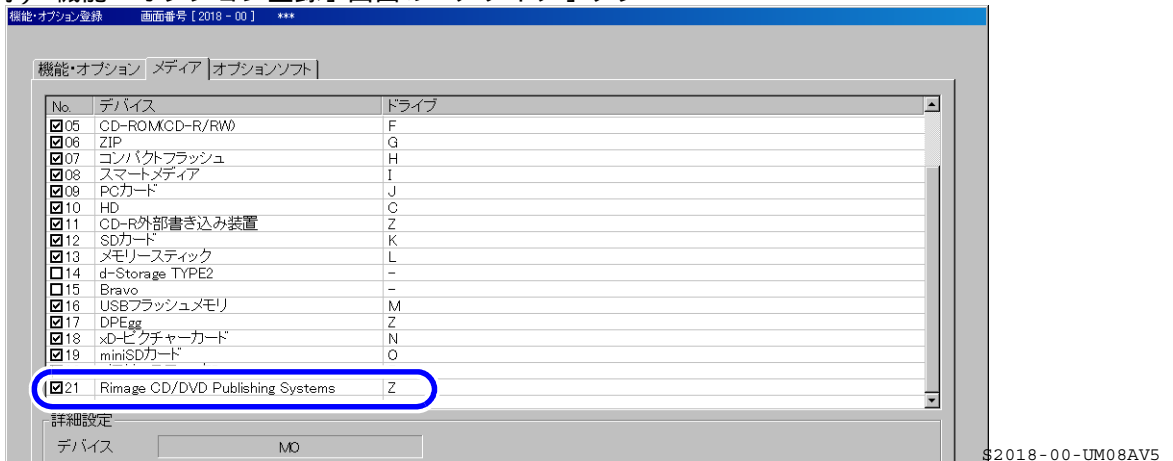 機能・オプション登録 画面番号 [ 2018 - 00 ] ***
機能・オプション メディア オプションソフト
No. デバイス ドライブ
05 CD-ROM(CD-R/RW) F
06 ZIP G
07 コンパクトフラッシュ H
08 スマートメディア I
09 PCカード J
10 HD C
11 CD-R外部書き込み装置 Z
12 SDカード K
13 メモリースティック L
14 d-Storage TYPE2 -
15 Bravo -
16 USBフラッシュメモリ M
17 DPEgg Z
18 xD-ピクチャーカード N
19 miniSDカード O
21 Rimage CD/DVD Publishing Systems Z
詳細設定
デバイス MO
S2018-00-UM08AV5